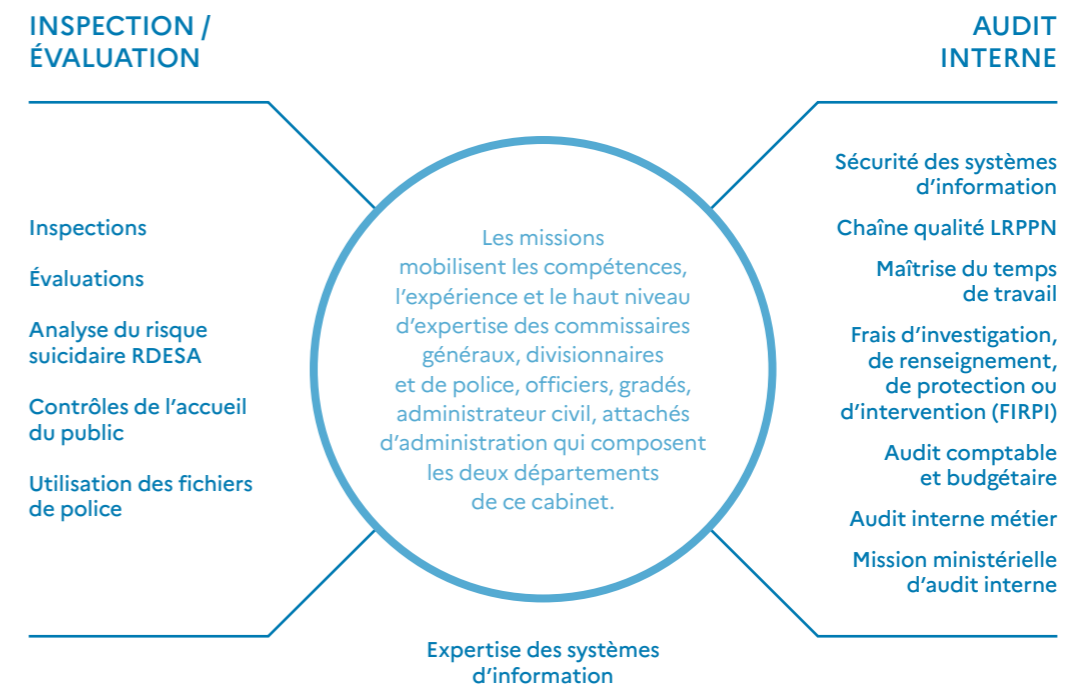 INSPECTION /
ÉVALUATION
Inspections
Évaluations
Analyse du risque
suicidaire RDESA
Contrôles de l’accueil
du public
Utilisation des fichiers
de police
Les missions
mobilisent les compétences,
l’expérience et le haut niveau
d’expertise des commissaires
généraux, divisionnaires
et de police, officiers, gradés,
administrateur civil, attachés
d’administration qui composent
les deux départements
de ce cabinet.
AUDIT
INTERNE
Sécurité des systèmes
d’information
Chaîne qualité LRPPN
Maîtrise du temps
de travail
Frais d’investigation,
de renseignement,
de protection ou
d’intervention (FIRPI)
Audit comptable
et budgétaire
Audit interne métier
Mission ministérielle
d’audit interne
Expertise des systèmes
d’information